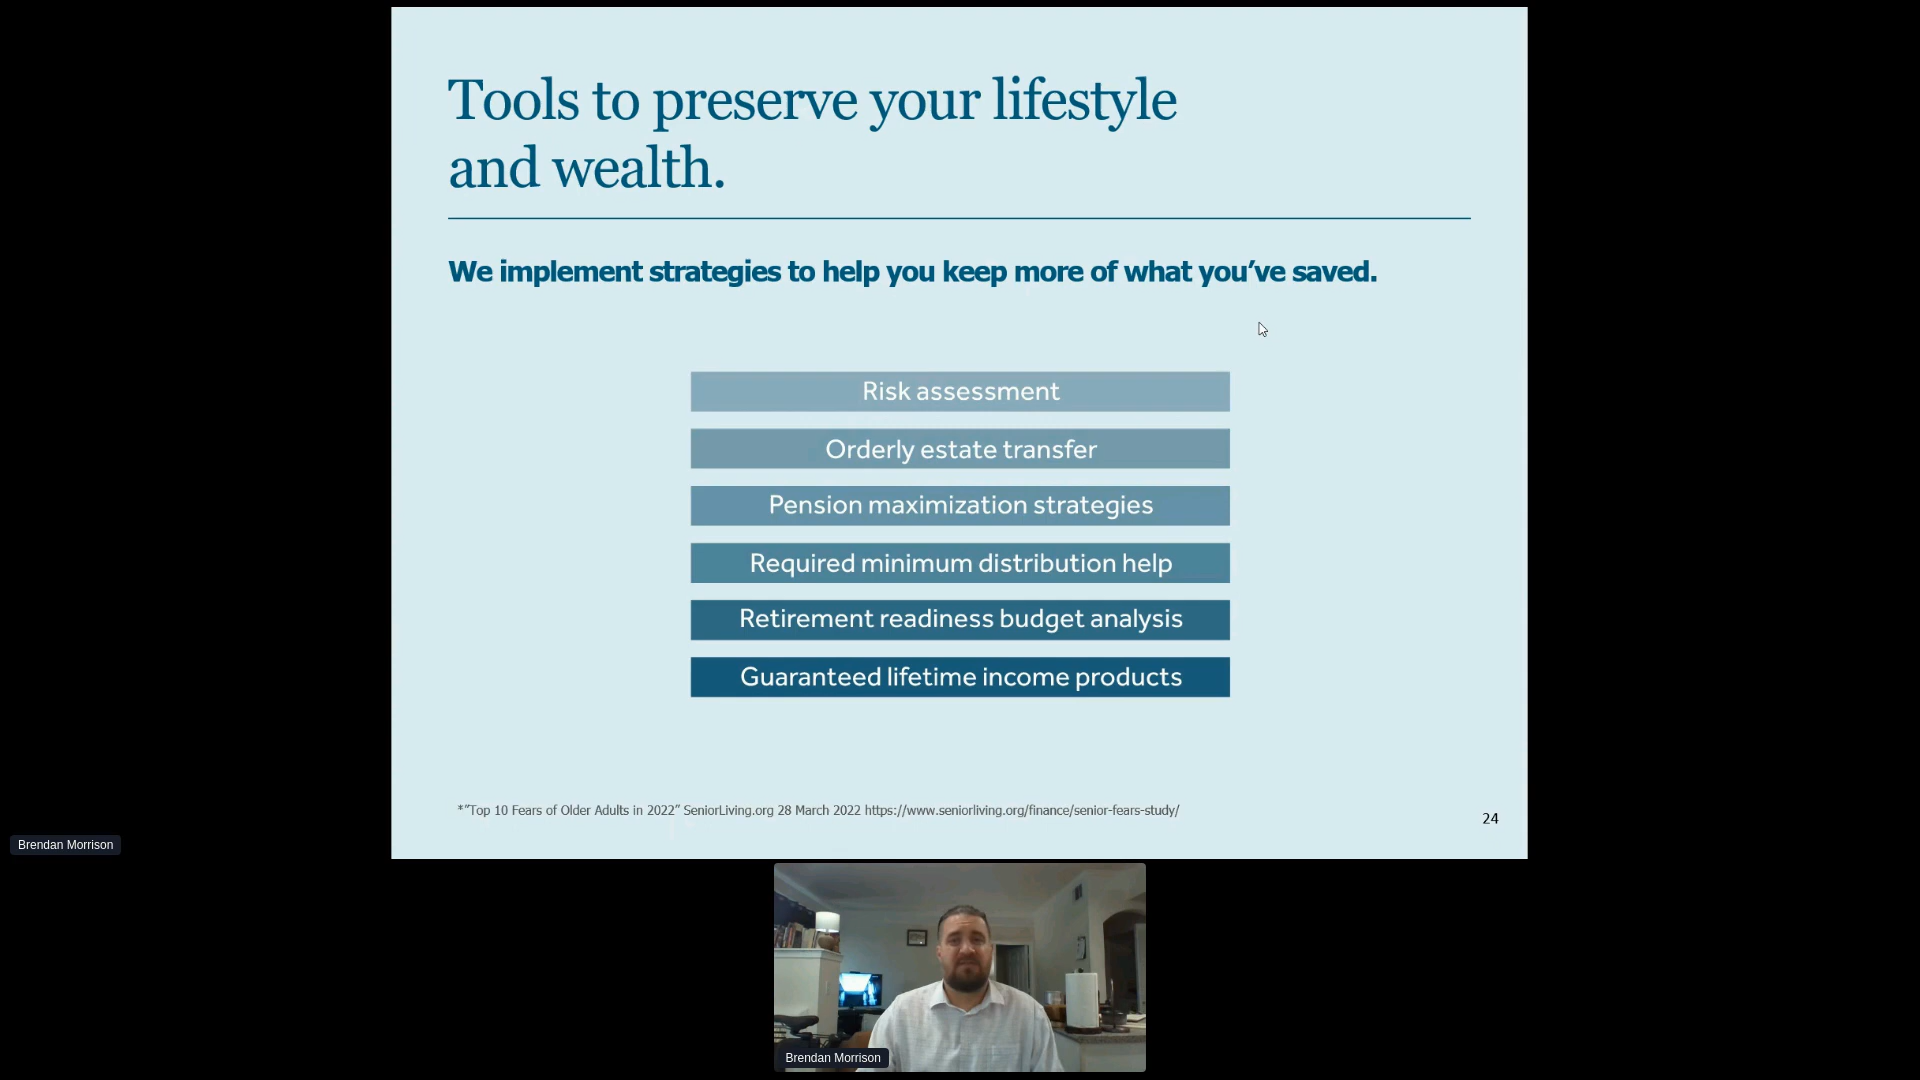 Tools to preserve your lifestyle
and wealth.
We implement strategies to help you keep more of what you’ve saved.
Risk assessment
Orderly estate transfer
Pension maximization strategies
Required minimum distribution help
Retirement readiness budget analysis
Guaranteed lifetime income products
*”Top 10 Fears of Older Adults in 2022” SeniorLiving.org 28 March 2022 https://www.seniorliving.org/finance/senior-fears-study/
24
Brendan Morrison
Brendan Morrison